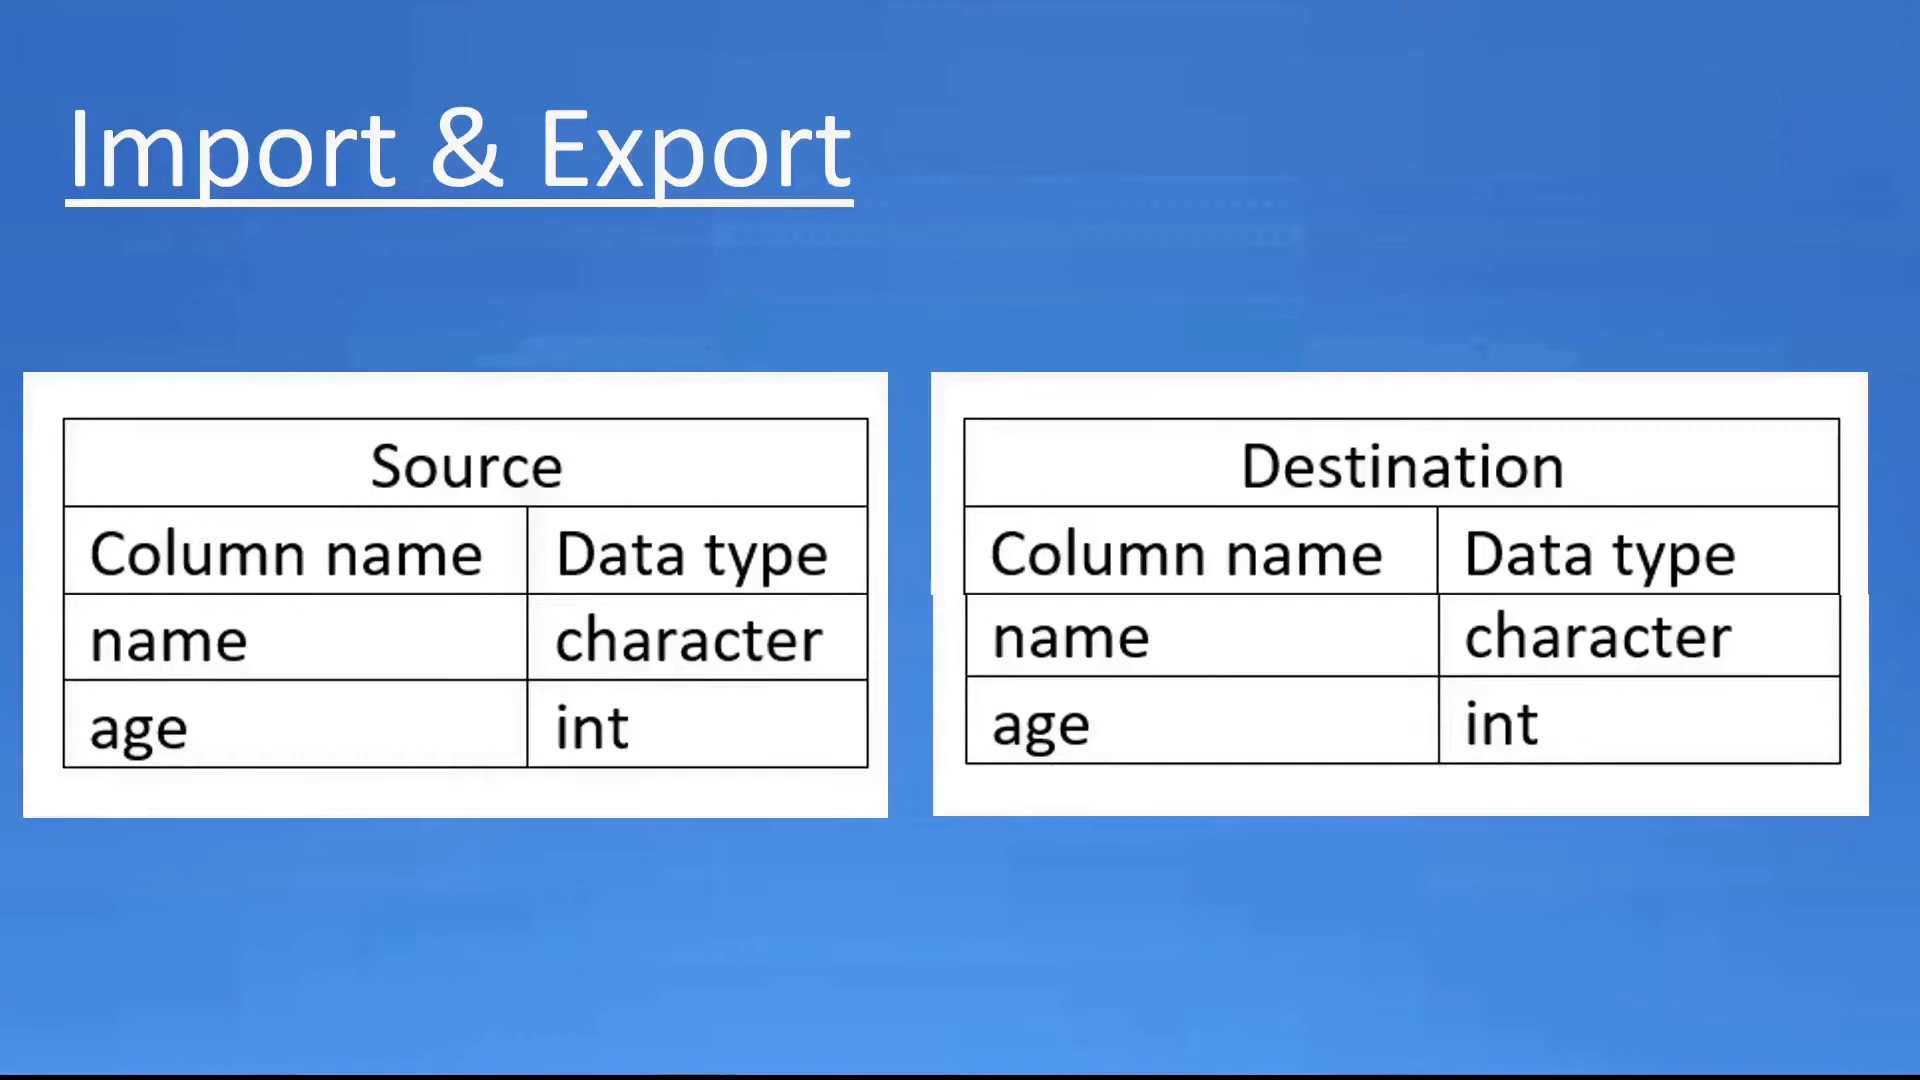 Import & Export
Source
Column name Data type
name character
age int
Destination
Column name Data type
name character
age int